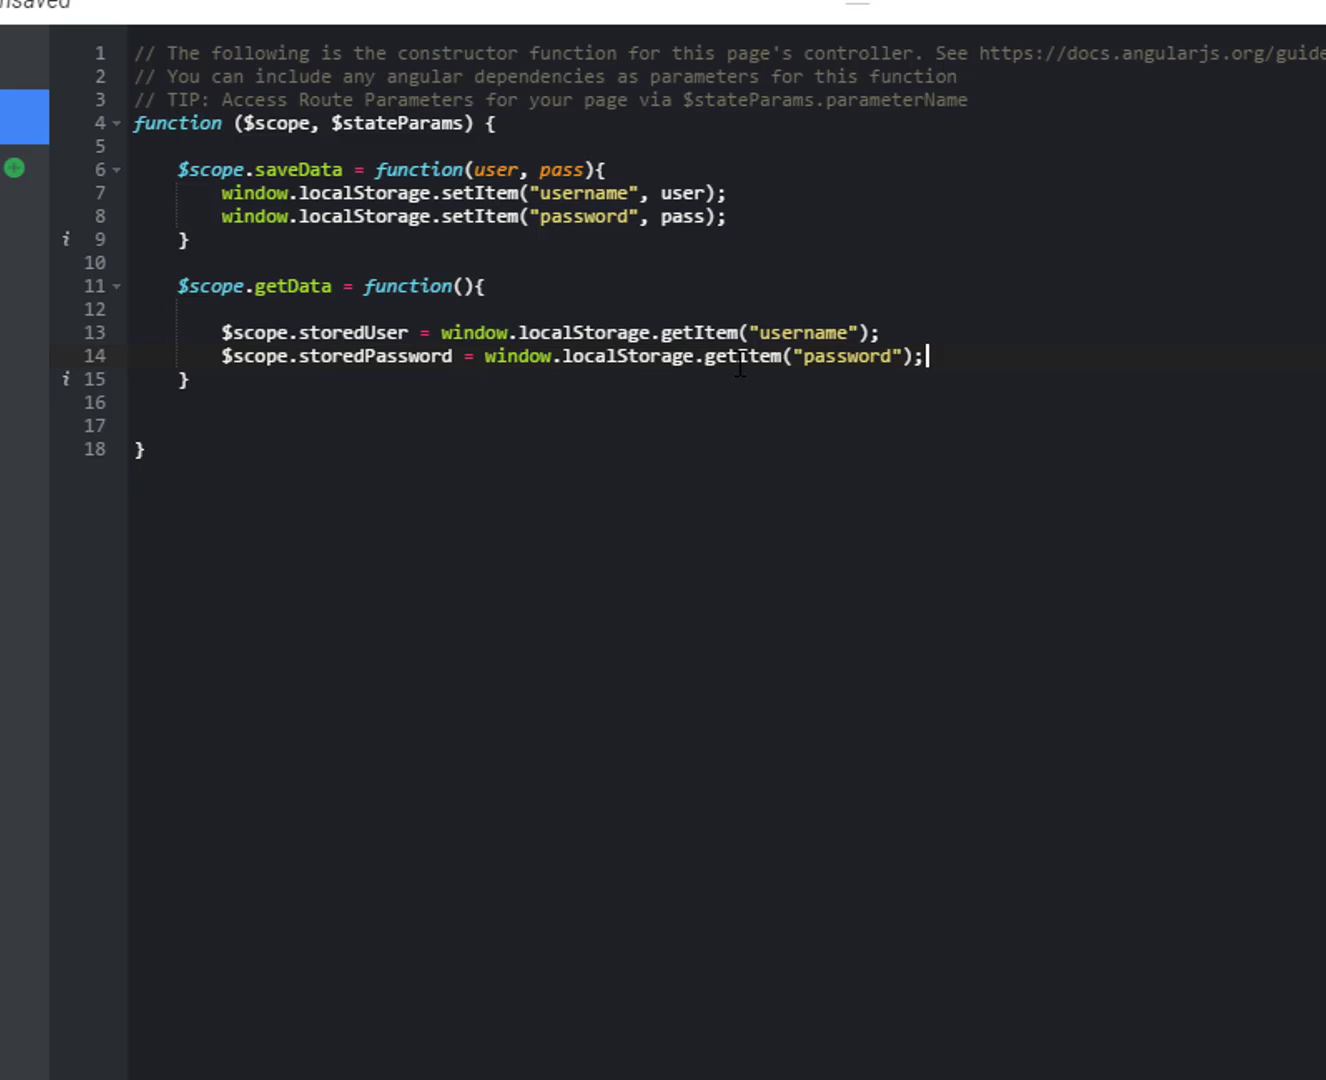 nsaved
1 // The following is the constructor function for this page's controller. See https://docs.angularjs.org/guide
2 // You can include any angular dependencies as parameters for this function
3 // TIP: Access Route Parameters for your page via $stateParams.parameterName
4 function ($scope, $stateParams) {
5
6 $scope.saveData = function(user, pass){
7 window.localStorage.setItem("username", user);
8 window.localStorage.setItem("password", pass);
i 9 }
10
11 $scope.getData = function(){
12
13 $scope.storedUser = window.localStorage.getItem("username");
14 $scope.storedPassword = window.localStorage.getItem("password");
i 15 }
16
17
18 }